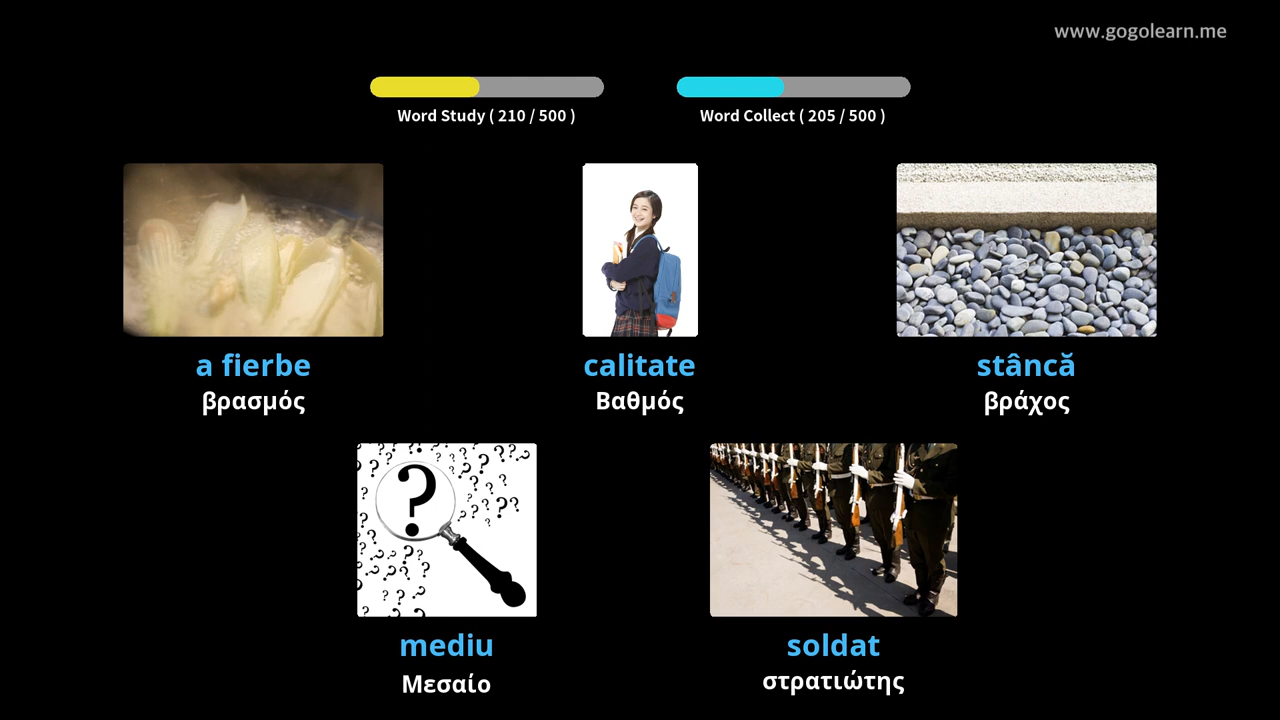 www.gogolearn.me
Word Study ( 210 / 500 )
Word Collect ( 205 / 500 )
a fierbe
βρασμός
calitate
Βαθμός
stâncă
βράχος
mediu
Μεσαίο
soldat
στρατιώτης